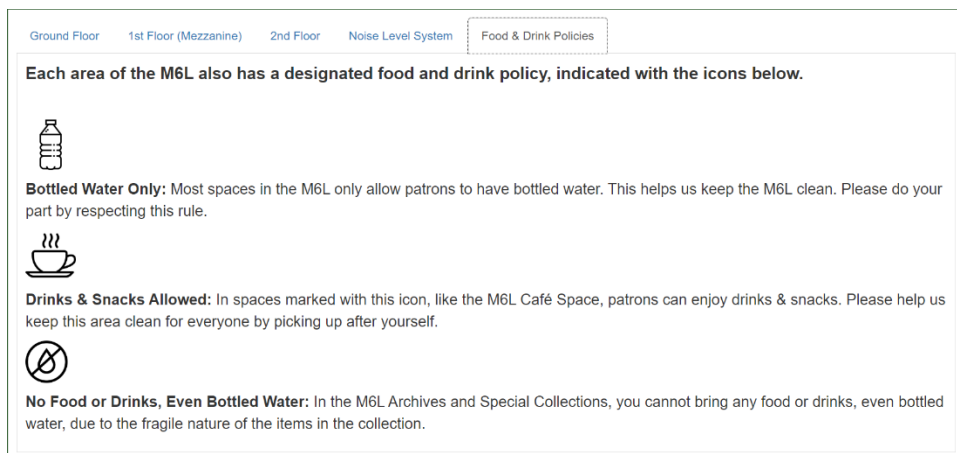 Ground Floor 1st Floor (Mezzanine) 2nd Floor Noise Level System Food & Drink Policies
Each area of the M6L also has a designated food and drink policy, indicated with the icons below.
Bottled Water Only: Most spaces in the M6L only allow patrons to have bottled water. This helps us keep the M6L clean. Please do your
part by respecting this rule.
Drinks & Snacks Allowed: In spaces marked with this icon, like the M6L Café Space, patrons can enjoy drinks & snacks. Please help us
keep this area clean for everyone by picking up after yourself.
No Food or Drinks, Even Bottled Water: In the M6L Archives and Special Collections, you cannot bring any food or drinks, even bottled
water, due to the fragile nature of the items in the collection.